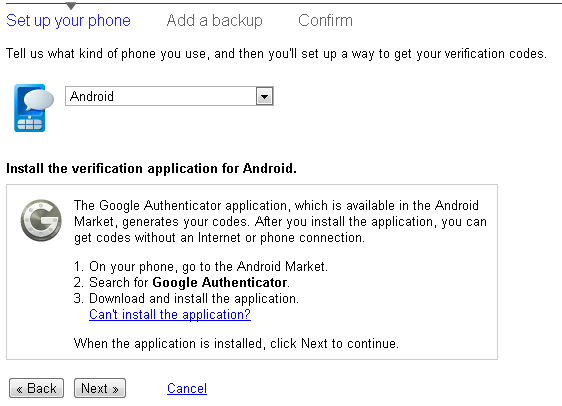 Set up your phone Add a backup Confirm
Tell us what kind of phone you use, and then you'll set up a way to get your verification codes.
Android
Install the verification application for Android.
The Google Authenticator application, which is available in the Android
Market, generates your codes. After you install the application, you can
get codes without an Internet or phone connection.
1. On your phone, go to the Android Market.
2. Search for Google Authenticator.
3. Download and install the application.
Can't install the application?
When the application is installed, click Next to continue.
« Back Next » Cancel